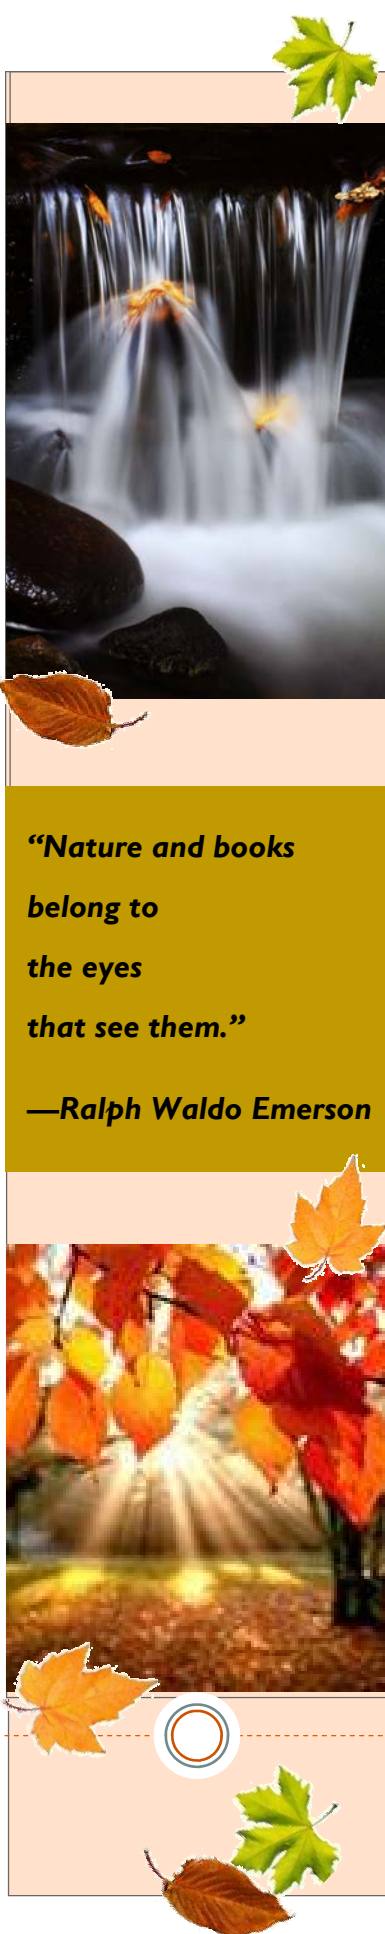 “Nature and books
belong to
the eyes
that see them.”
—Ralph Waldo Emerson